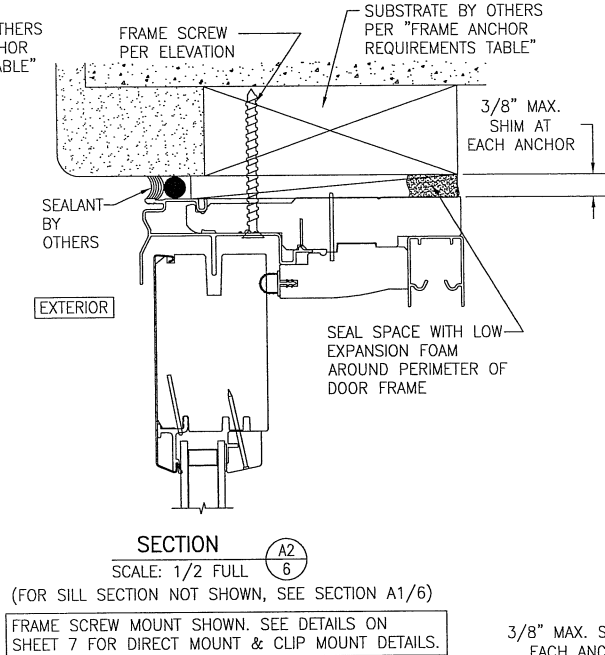 THERS
HOR
ABLE"
FRAME SCREW
PER ELEVATION
SUBSTRATE BY OTHERS
PER "FRAME ANCHOR
REQUIREMENTS TABLE"
3/8" MAX.
SHIM AT
EACH ANCHOR
SEALANT
BY
OTHERS
EXTERIOR
SEAL SPACE WITH LOW
EXPANSION FOAM
AROUND PERIMETER OF
DOOR FRAME
SECTION
A2
6
SCALE: 1/2 FULL
(FOR SILL SECTION NOT SHOWN, SEE SECTION A1/6)
FRAME SCREW MOUNT SHOWN. SEE DETAILS ON
SHEET 7 FOR DIRECT MOUNT & CLIP MOUNT DETAILS.
3/8" MAX. S
EACH ANC